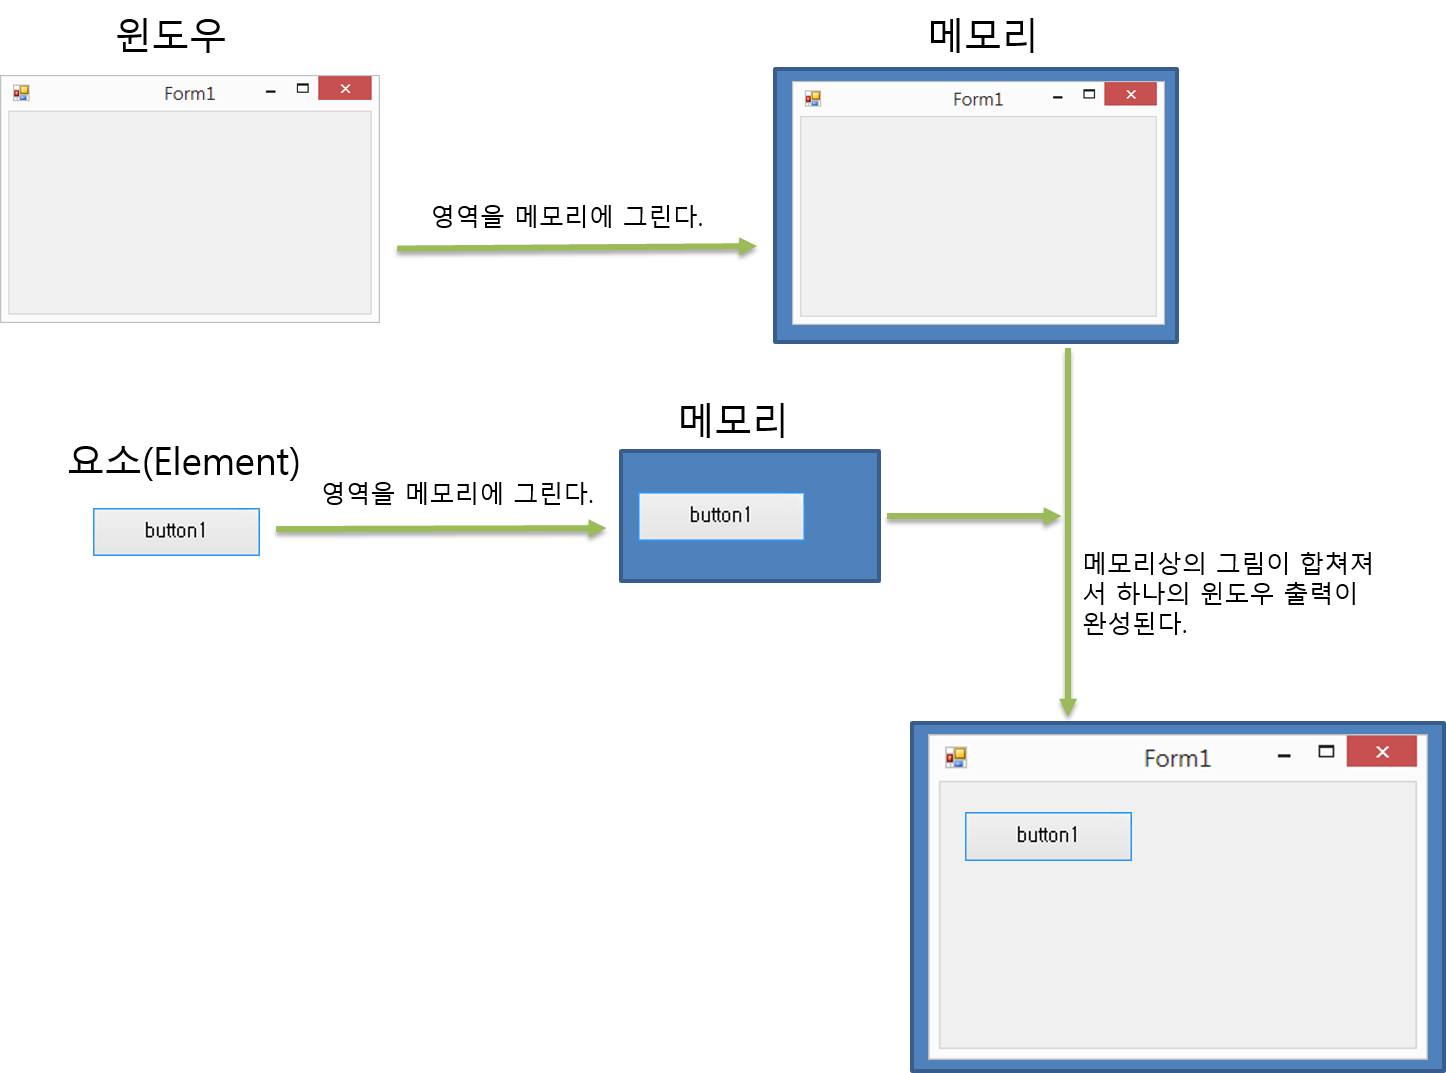 윈도우
메모리
Form1
Form1
영역을 메모리에 그린다.
메모리
요소(Element)
영역을 메모리에 그린다.
button1
button1
메모리상의 그림이 합쳐져
서 하나의 윈도우 출력이
완성된다.
Form1
button1